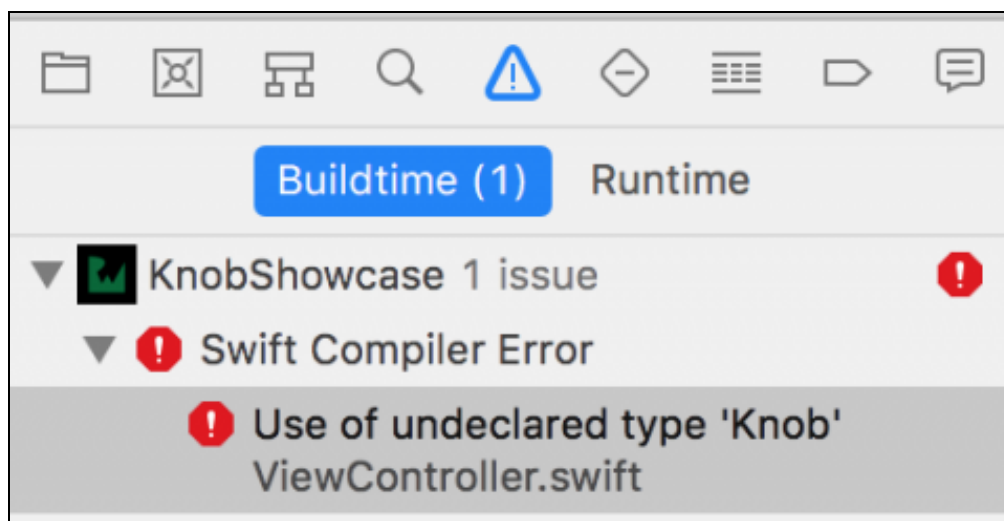 Buildtime (1) Runtime
KnobShowcase 1 issue
Swift Compiler Error
Use of undeclared type 'Knob'
ViewController.swift